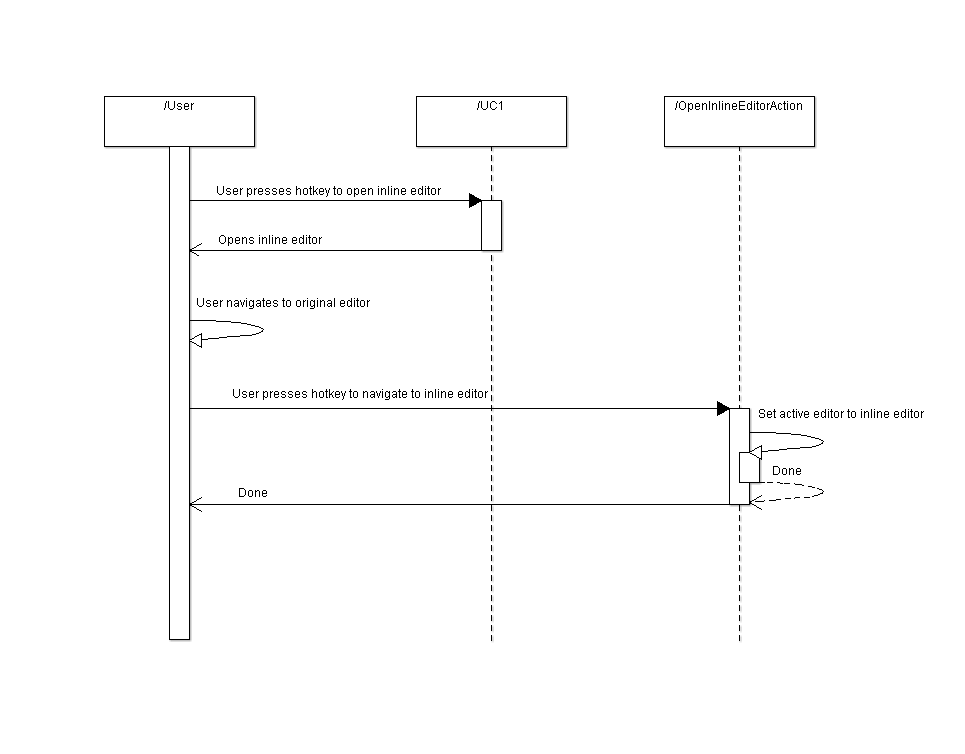 /User
/UC1
/OpenInlineEditorAction
User presses hotkey to open inline editor
Opens inline editor
User navigates to original editor
User presses hotkey to navigate to inline editor
Set active editor to inline editor
Done
Done